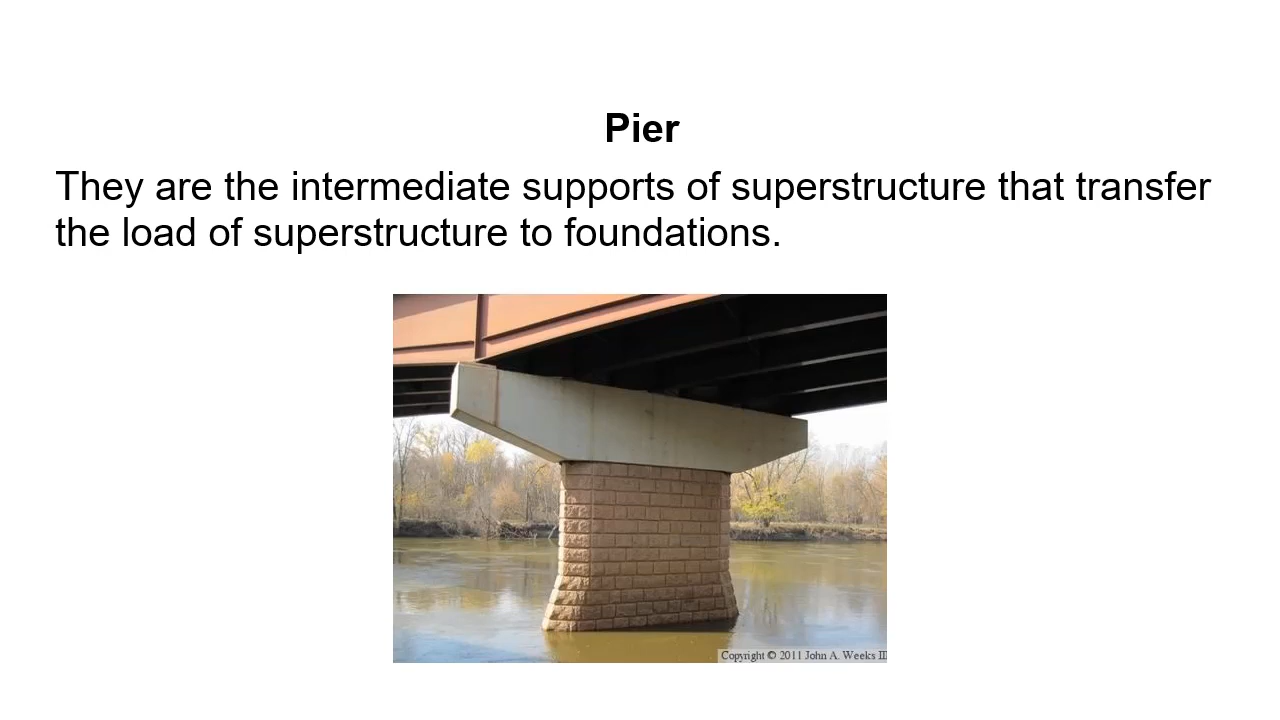 Pier
They are the intermediate supports of superstructure that transfer
the load of superstructure to foundations.
Copyright © 2011 John A. Weeks III